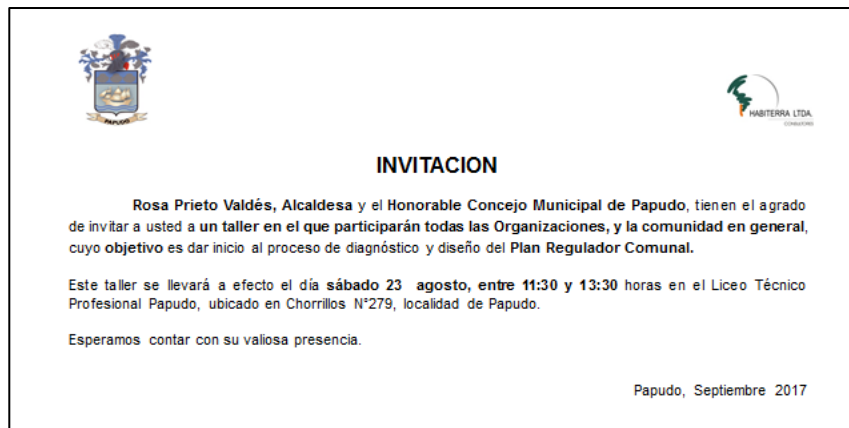 PAPUDO
HABITERRA LTDA.
CONSULTORES
INVITACION
Rosa Prieto Valdés, Alcaldesa y el Honorable Concejo Municipal de Papudo, tienen el agrado
de invitar a usted a un taller en el que participarán todas las Organizaciones, y la comunidad en general,
cuyo objetivo es dar inicio al proceso de diagnóstico y diseño del Plan Regulador Comunal.
Este taller se llevará a efecto el día sábado 23 agosto, entre 11:30 y 13:30 horas en el Liceo Técnico
Profesional Papudo, ubicado en Chorrillos N°279, localidad de Papudo.
Esperamos contar con su valiosa presencia.
Papudo, Septiembre 2017